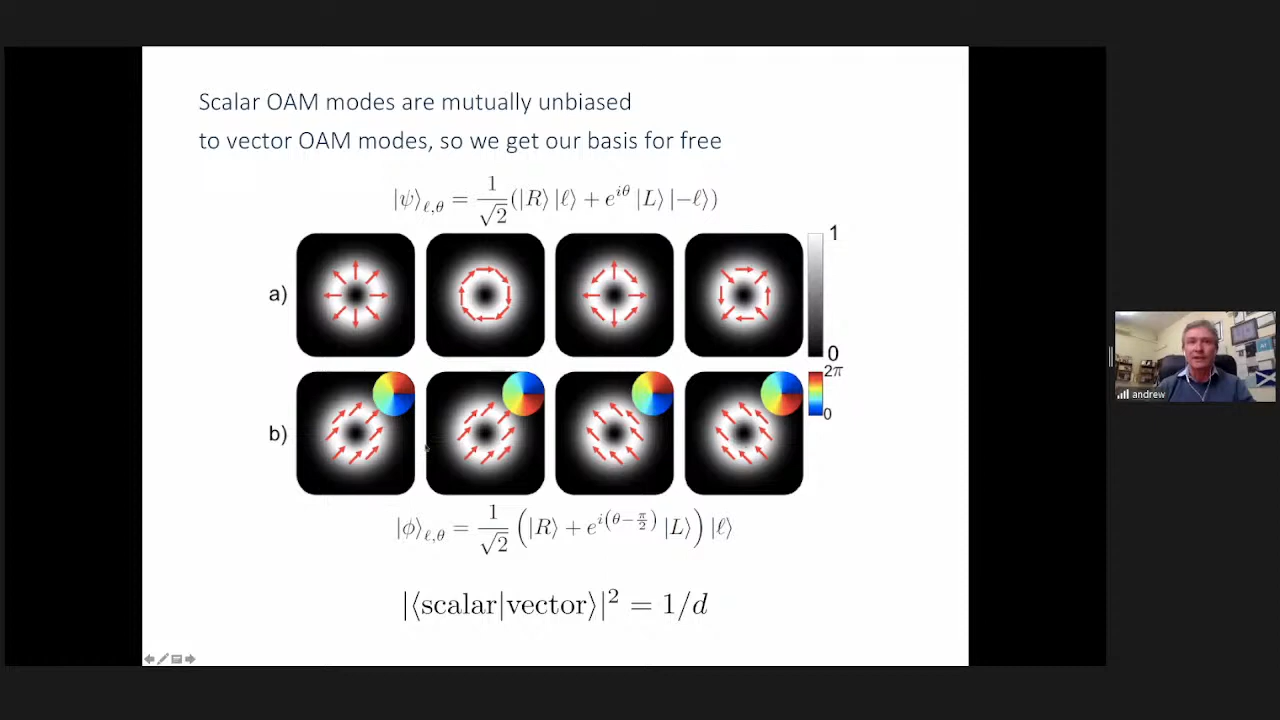 Scalar OAM modes are mutually unbiased
to vector OAM modes, so we get our basis for free
|ψ⟩ℓ,θ = 1/√2 (|R⟩ |ℓ⟩ + e^{iθ} |L⟩ |−ℓ⟩)
a)
1
0
b)
2π
0
|ϕ⟩ℓ,θ = 1/√2 (|R⟩ + e^{i(θ−π/2)} |L⟩) |ℓ⟩
|⟨scalar|vector⟩|² = 1/d
andrew